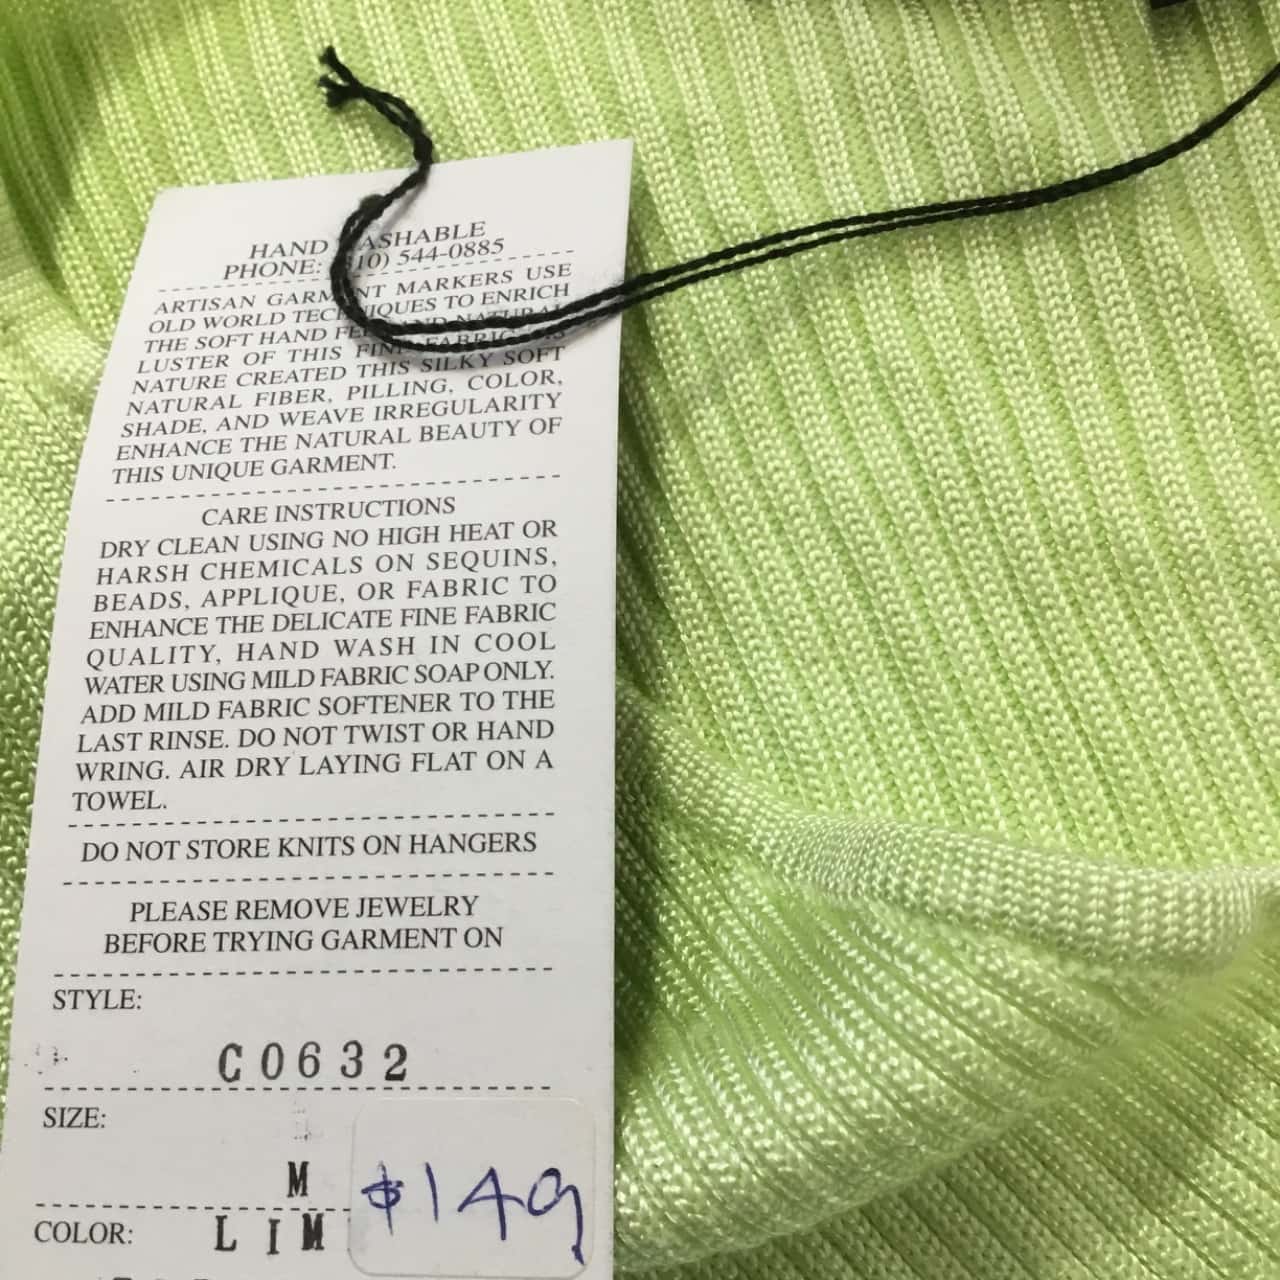 HAND WASHABLE
PHONE: 10) 544-0885
ARTISAN GARMENT MARKERS USE
OLD WORLD TECHNIQUES TO ENRICH
THE SOFT HAND FEEL AND NATURAL
LUSTER OF THIS FINE FABRIC AS
NATURE CREATED THIS SILKY SOFT
NATURAL FIBER, PILLING, COLOR,
SHADE, AND WEAVE IRREGULARITY
ENHANCE THE NATURAL BEAUTY OF
THIS UNIQUE GARMENT.
CARE INSTRUCTIONS
DRY CLEAN USING NO HIGH HEAT OR
HARSH CHEMICALS ON SEQUINS,
BEADS, APPLIQUE, OR FABRIC TO
ENHANCE THE DELICATE FINE FABRIC
QUALITY, HAND WASH IN COOL
WATER USING MILD FABRIC SOAP ONLY.
ADD MILD FABRIC SOFTENER TO THE
LAST RINSE. DO NOT TWIST OR HAND
WRING. AIR DRY LAYING FLAT ON A
TOWEL.
DO NOT STORE KNITS ON HANGERS
PLEASE REMOVE JEWELRY
BEFORE TRYING GARMENT ON
STYLE:
C0632
SIZE:
M
$149
COLOR: LIM